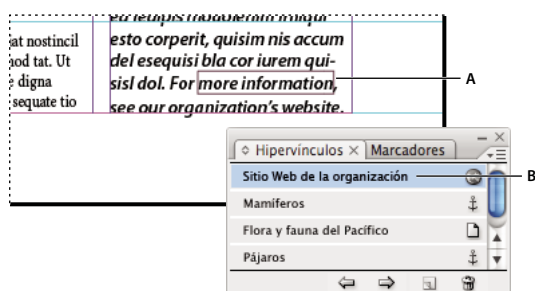 at nostincil
od tat. Ut
digna
sequate tio
esto corperit, quisim nis accum
del esequisi bla cor iurem qui-
sisl dol. For more information,
see our organization's website.
A
Hipervínculos × Marcadores
Sitio Web de la organización
B
Mamíferos
Flora y fauna del Pacífico
Pájaros